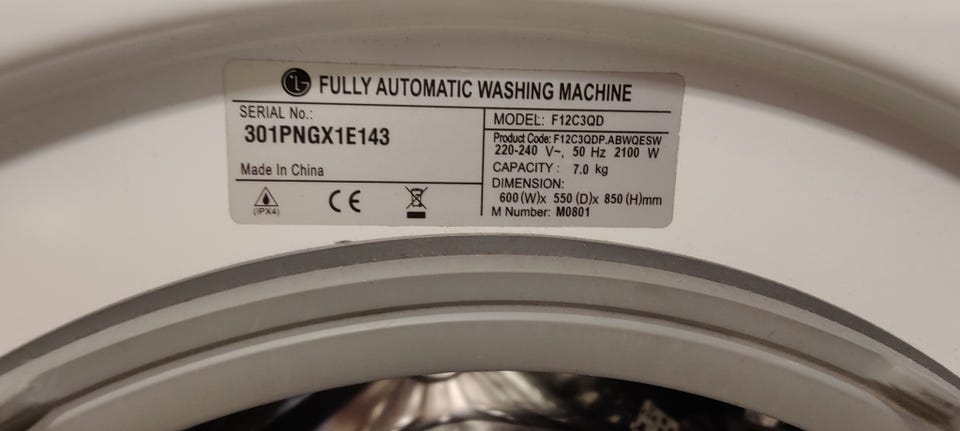 LG FULLY AUTOMATIC WASHING MACHINE
SERIAL No.:
301PNGX1E143
Made In China
(IPX4)
CE
MODEL: F12C3QD
Product Code: F12C3QDP.ABWQESW
220-240 V~, 50 Hz 2100 W
CAPACITY : 7.0 kg
DIMENSION:
600 (W)x 550 (D)x 850 (H)mm
M Number: M0801